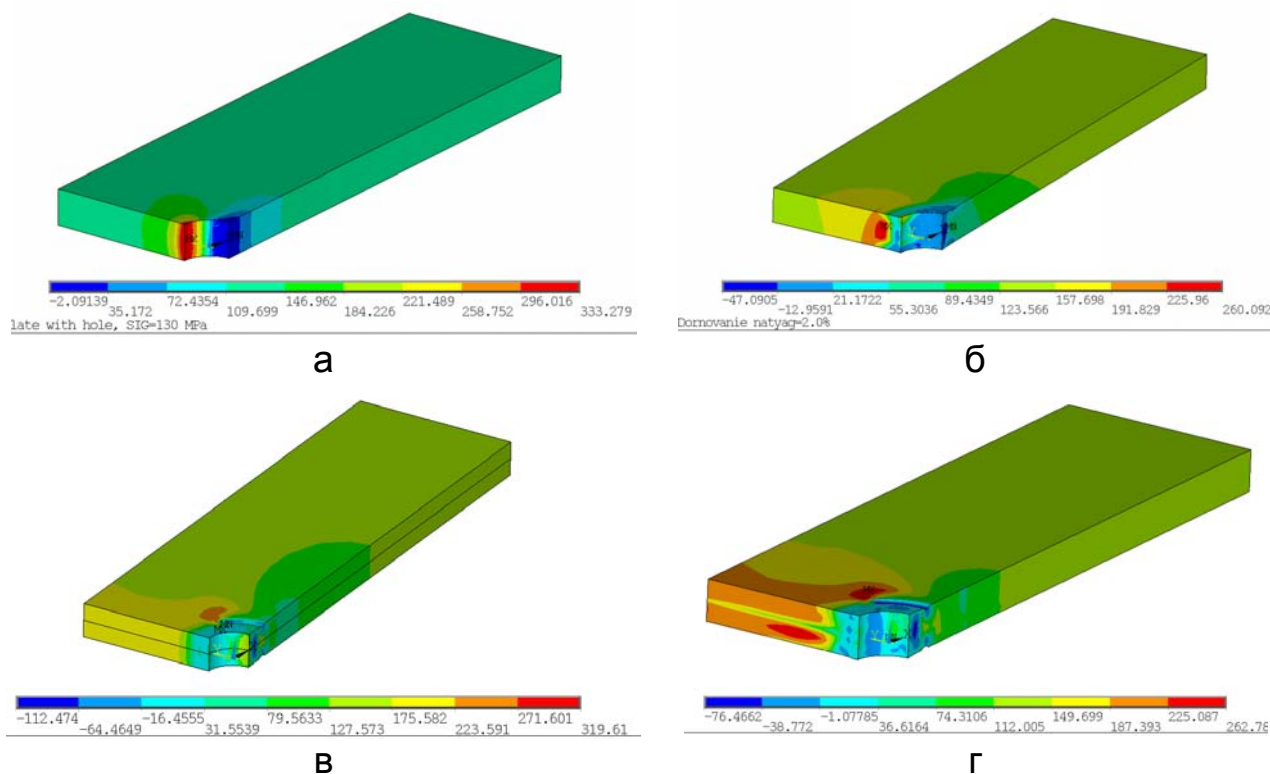 -2.09139 72.4354 146.962 221.489 296.016
35.172 109.699 184.226 258.752 333.279
late with hole, SIG=130 MPa
а
-47.0905 21.1722 89.4349 157.698 225.96
-12.9591 55.3036 123.566 191.829 260.092
Dornovanie natyag=2.0%
б
-112.474 -16.4555 79.5633 175.582 271.601
-64.4649 31.5539 127.573 223.591 319.61
в
-76.4662 -1.07785 74.3106 149.699 225.087
-38.772 36.6164 112.005 187.393 262.78
г